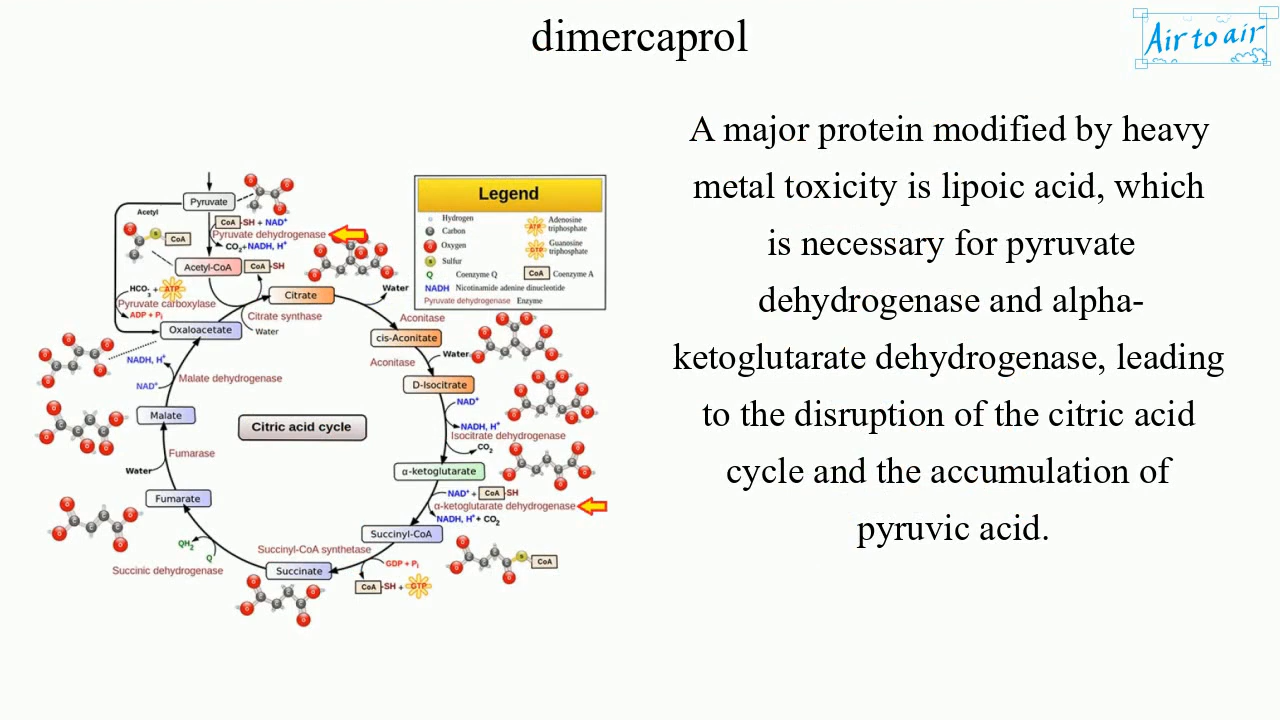 dimercaprol
Air to air
A major protein modified by heavy
metal toxicity is lipoic acid, which
is necessary for pyruvate
dehydrogenase and alpha-
ketoglutarate dehydrogenase, leading
to the disruption of the citric acid
cycle and the accumulation of
pyruvic acid.
Legend
Hydrogen
Carbon
Oxygen
Sulfur
Q Coenzyme Q
NADH Nicotinamide adenine dinucleotide
Pyruvate dehydrogenase Enzyme
ATP Adenosine
triphosphate
GTP Guanosine
triphosphate
CoA Coenzyme A
Pyruvate
Acetyl
CoA-SH + NAD⁺
Pyruvate dehydrogenase
CO₂+NADH, H⁺
CoA
Acetyl-CoA
CoA-SH
HCO₃⁻ + ATP
Pyruvate carboxylase
ADP + Pᵢ
Citrate
Water
Citrate synthase
Water
Oxaloacetate
Aconitase
cis-Aconitate
Water
Aconitase
D-Isocitrate
NADH, H⁺
NAD⁺
Malate dehydrogenase
NAD⁺
NADH, H⁺
Isocitrate dehydrogenase
CO₂
Malate
Citric acid cycle
Fumarase
Water
α-ketoglutarate
NAD⁺ + CoA-SH
α-ketoglutarate dehydrogenase
NADH, H⁺+ CO₂
Fumarate
Succinyl-CoA
QH₂
Q
Succinyl-CoA synthetase
GDP + Pᵢ
CoA
Succinic dehydrogenase
Succinate
CoA-SH + GTP